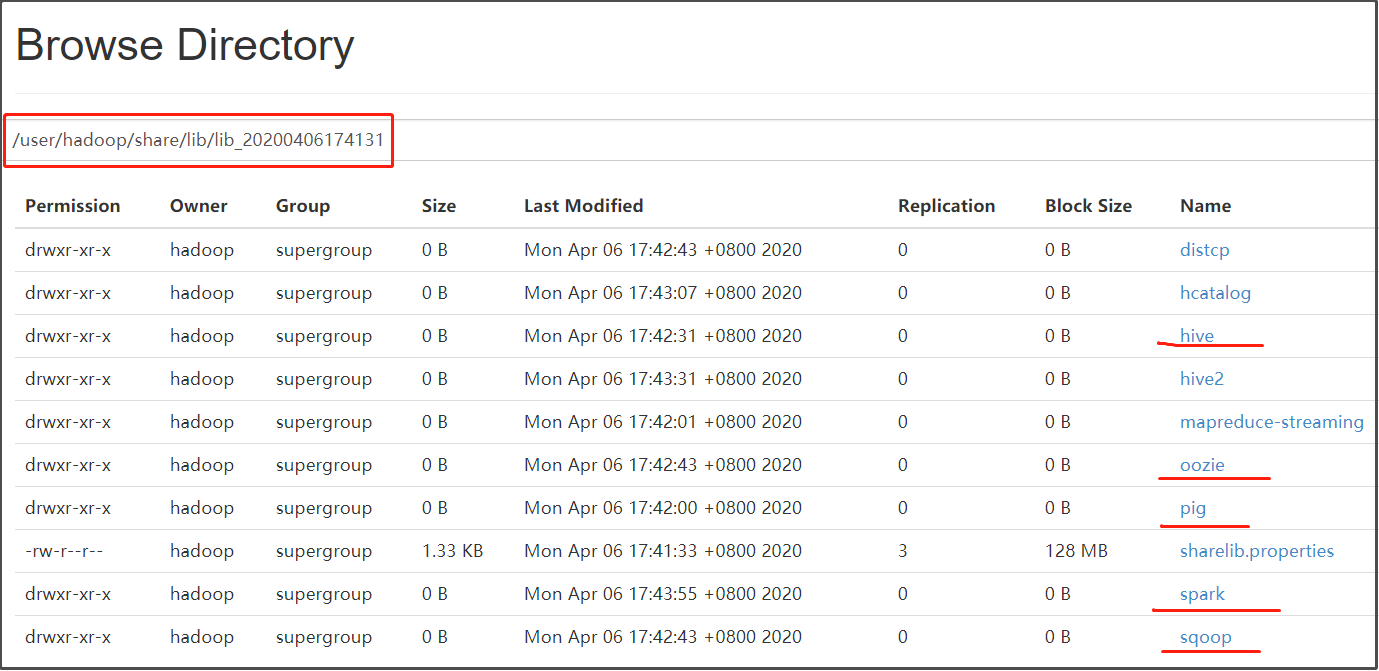 Browse Directory
/user/hadoop/share/lib/lib_20200406174131
Permission Owner Group Size Last Modified Replication Block Size Name
drwxr-xr-x hadoop supergroup 0 B Mon Apr 06 17:42:43 +0800 2020 0 0 B distcp
drwxr-xr-x hadoop supergroup 0 B Mon Apr 06 17:43:07 +0800 2020 0 0 B hcatalog
drwxr-xr-x hadoop supergroup 0 B Mon Apr 06 17:42:31 +0800 2020 0 0 B hive
drwxr-xr-x hadoop supergroup 0 B Mon Apr 06 17:43:31 +0800 2020 0 0 B hive2
drwxr-xr-x hadoop supergroup 0 B Mon Apr 06 17:42:01 +0800 2020 0 0 B mapreduce-streaming
drwxr-xr-x hadoop supergroup 0 B Mon Apr 06 17:42:43 +0800 2020 0 0 B oozie
drwxr-xr-x hadoop supergroup 0 B Mon Apr 06 17:42:00 +0800 2020 0 0 B pig
-rw-r--r-- hadoop supergroup 1.33 KB Mon Apr 06 17:41:33 +0800 2020 3 128 MB sharelib.properties
drwxr-xr-x hadoop supergroup 0 B Mon Apr 06 17:43:55 +0800 2020 0 0 B spark
drwxr-xr-x hadoop supergroup 0 B Mon Apr 06 17:42:43 +0800 2020 0 0 B sqoop